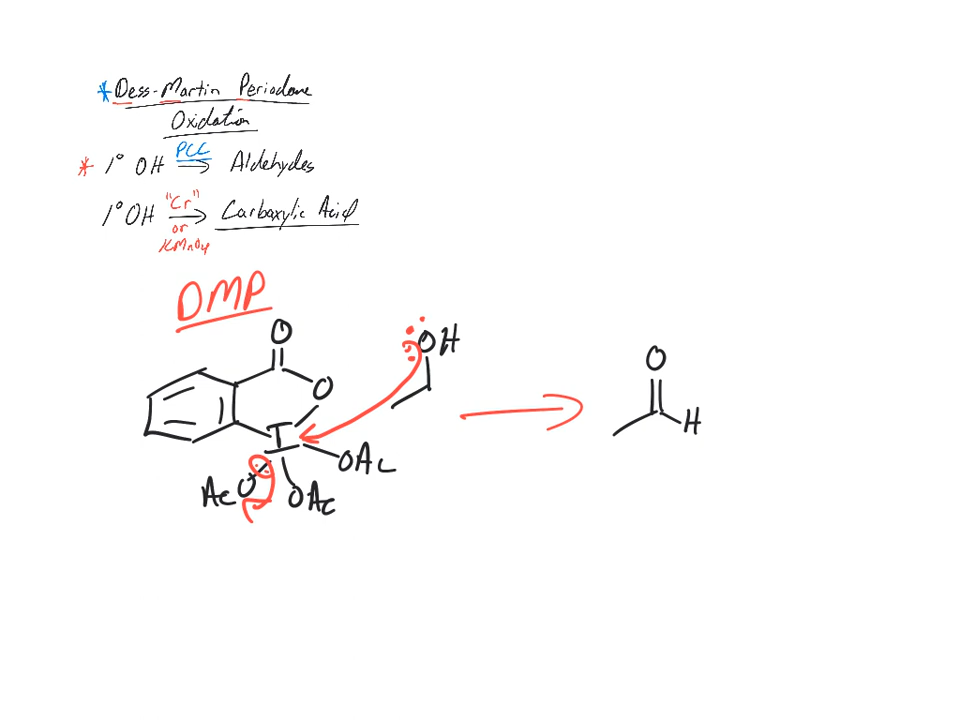 *Dess-Martin Periodane
Oxidation
* 1° OH PCC ⇒ Aldehydes
1° OH "Cr" → Carboxylic Acid
or
KMnO4
DMP
O
OH
O
O
I
H
OAc
AcO
OAc